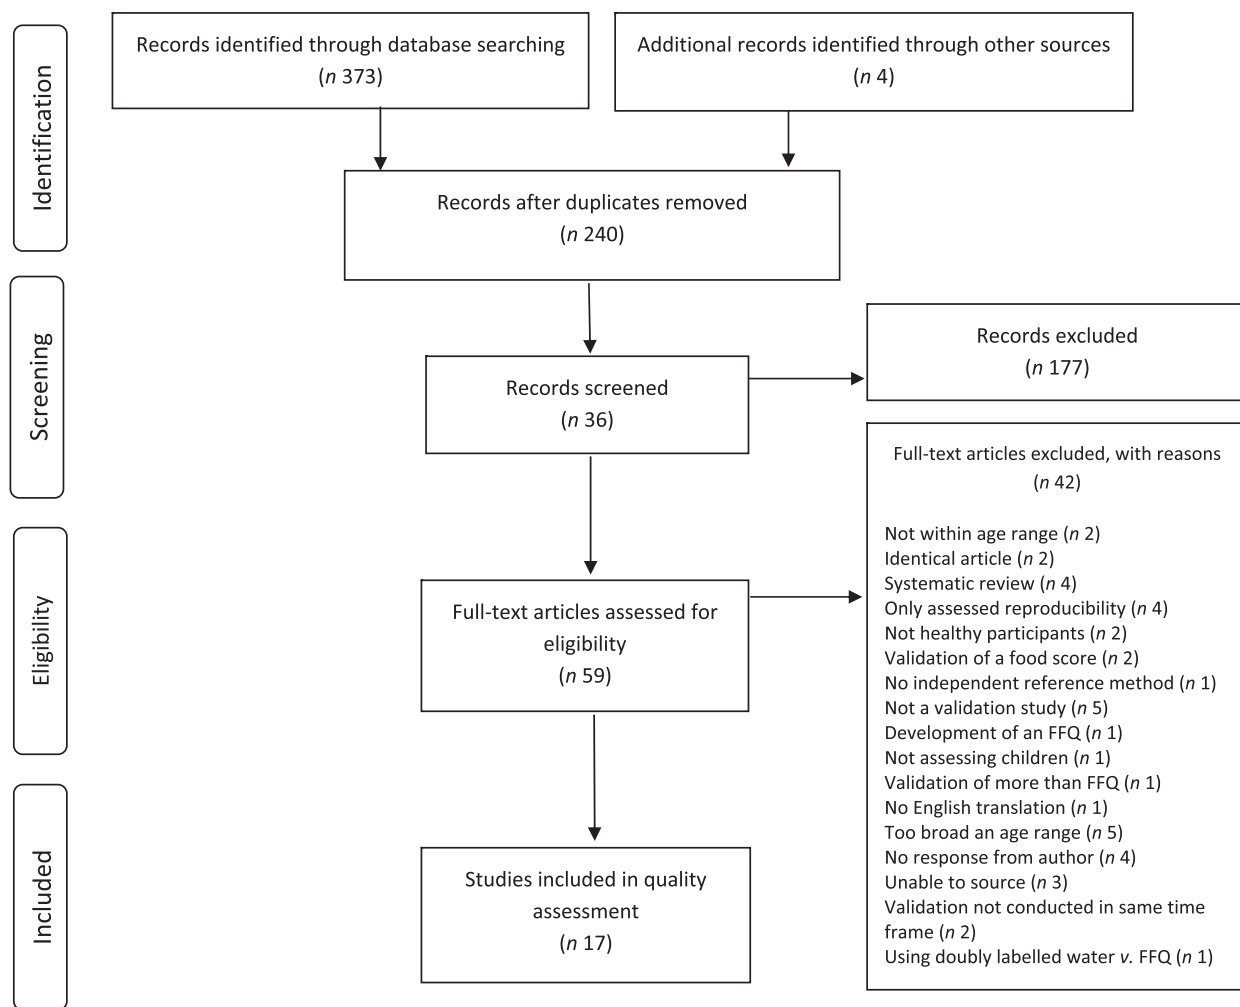 Identification
Records identified through database searching
(n 373)
Additional records identified through other sources
(n 4)
Records after duplicates removed
(n 240)
Screening
Records screened
(n 36)
Records excluded
(n 177)
Eligibility
Full-text articles assessed for
eligibility
(n 59)
Full-text articles excluded, with reasons
(n 42)
Not within age range (n 2)
Identical article (n 2)
Systematic review (n 4)
Only assessed reproducibility (n 4)
Not healthy participants (n 2)
Validation of a food score (n 2)
No independent reference method (n 1)
Not a validation study (n 5)
Development of an FFQ (n 1)
Not assessing children (n 1)
Validation of more than FFQ (n 1)
No English translation (n 1)
Too broad an age range (n 5)
No response from author (n 4)
Unable to source (n 3)
Validation not conducted in same time
frame (n 2)
Using doubly labelled water v. FFQ (n 1)
Included
Studies included in quality
assessment
(n 17)